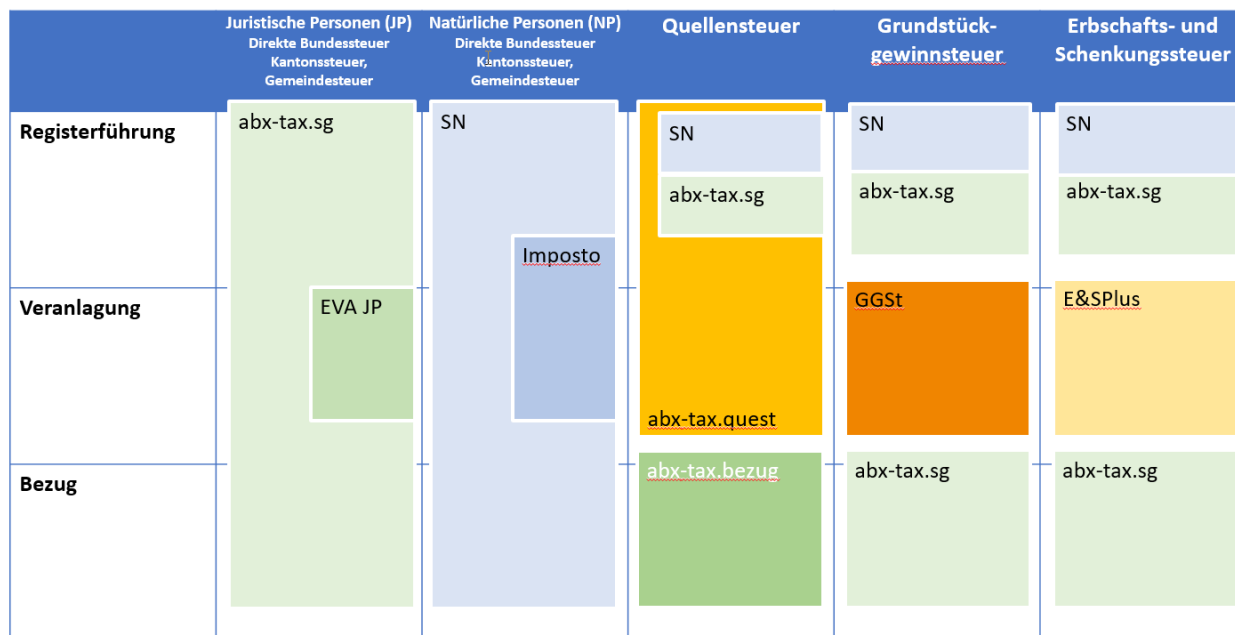 Juristische Personen (JP)
Direkte Bundessteuer
Kantonssteuer,
Gemeindesteuer
Natürliche Personen (NP)
Direkte Bundessteuer
Kantonssteuer,
Gemeindesteuer
Quellensteuer
Grundstück-
gewinnsteuer
Erbschafts- und
Schenkungssteuer
Registerführung
abx-tax.sg
SN
SN
abx-tax.sg
SN
abx-tax.sg
SN
abx-tax.sg
Imposto
Veranlagung
EVA JP
abx-tax.quest
GGSt
E&SPlus
Bezug
abx-tax.bezug
abx-tax.sg
abx-tax.sg